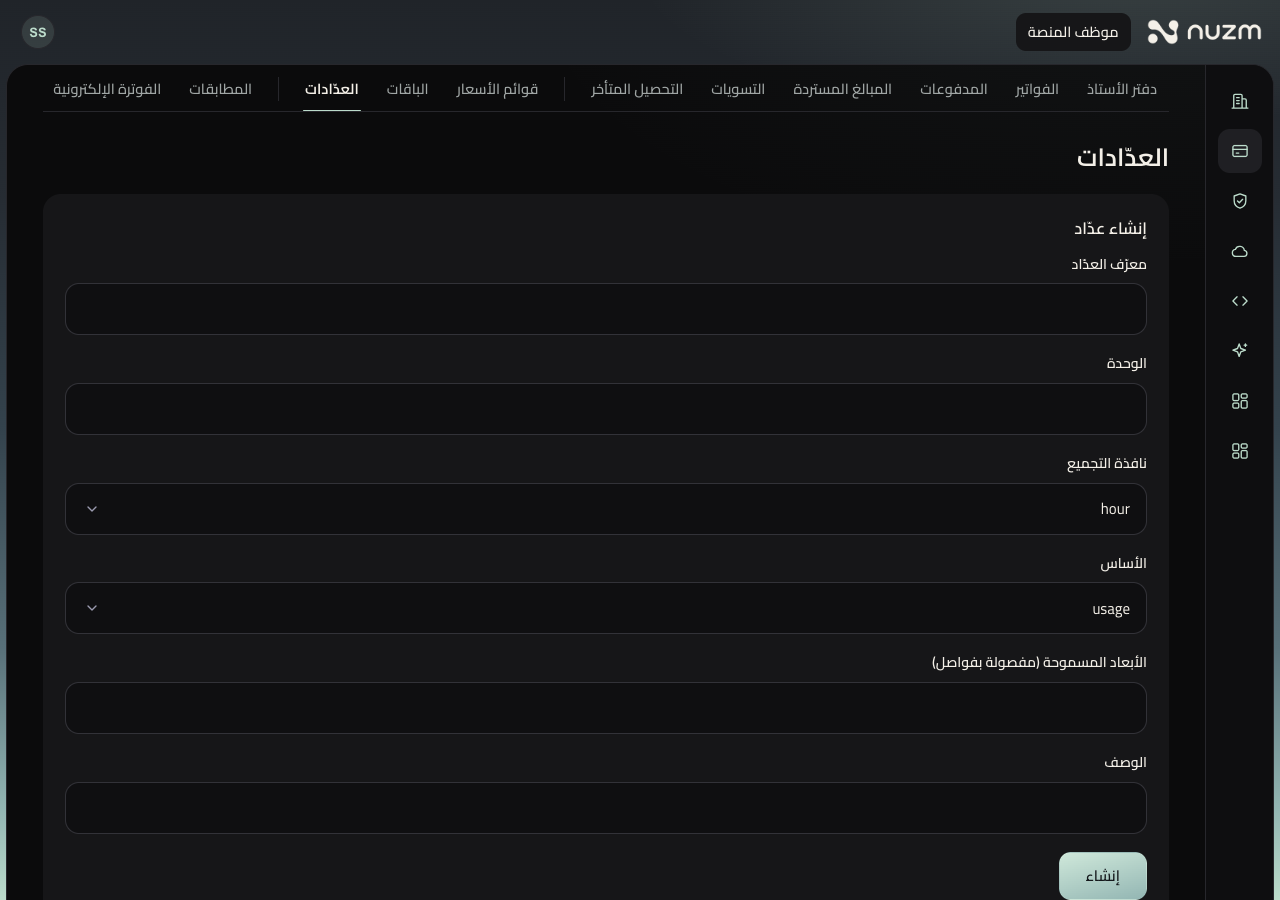 nuzm
موظف المنصة
SS
دفتر الأستاذ
الفواتير
المدفوعات
المبالغ المستردة
التسويات
التحصيل المتأخر
قوائم الأسعار
الباقات
العدّادات
المطابقات
الفوترة الإلكترونية
العدّادات
إنشاء عدّاد
معرّف العدّاد
الوحدة
نافذة التجميع
hour
الأساس
usage
الأبعاد المسموحة (مفصولة بفواصل)
الوصف
إنشاء